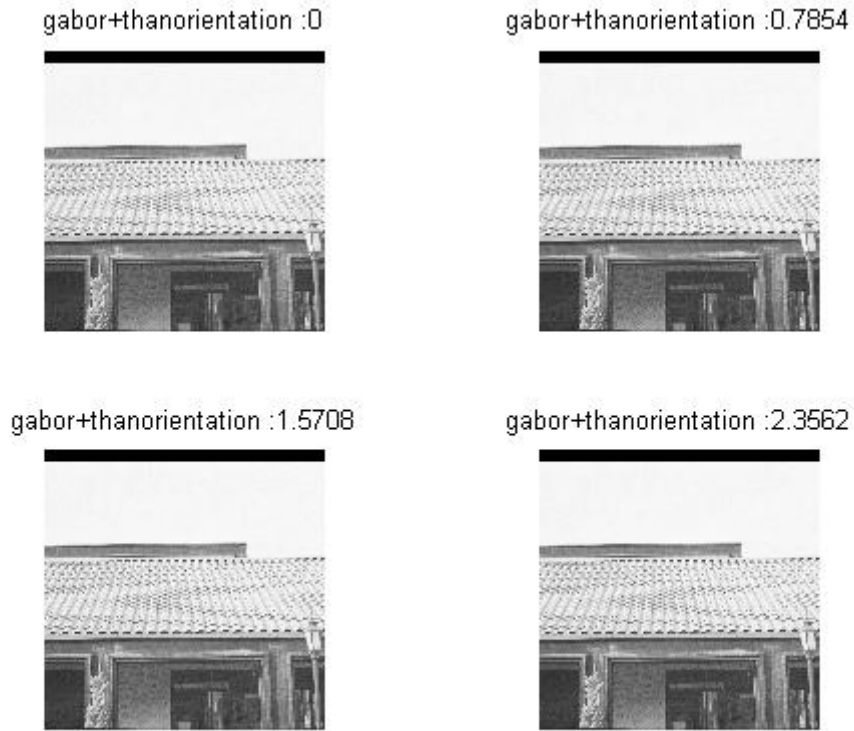 gabor+thanorientation :0
gabor+thanorientation :0.7854
gabor+thanorientation :1.5708
gabor+thanorientation :2.3562